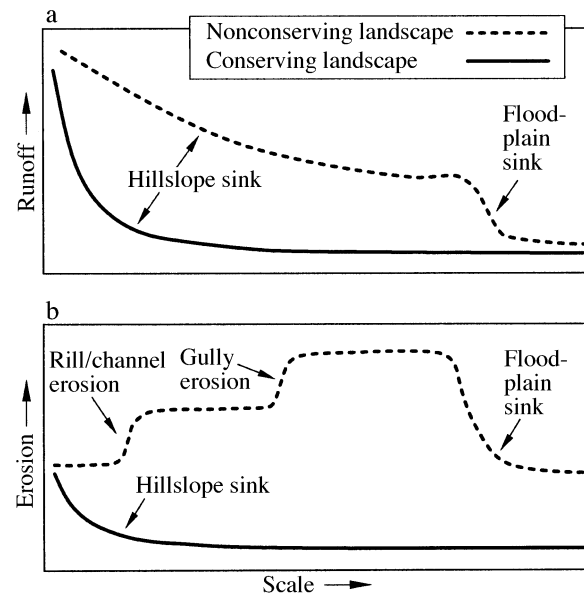 a
Nonconserving landscape
Conserving landscape
Flood-
plain
sink
Hillslope sink
Runoff
b
Rill/channel
erosion
Gully
erosion
Flood-
plain
sink
Hillslope sink
Erosion
Scale